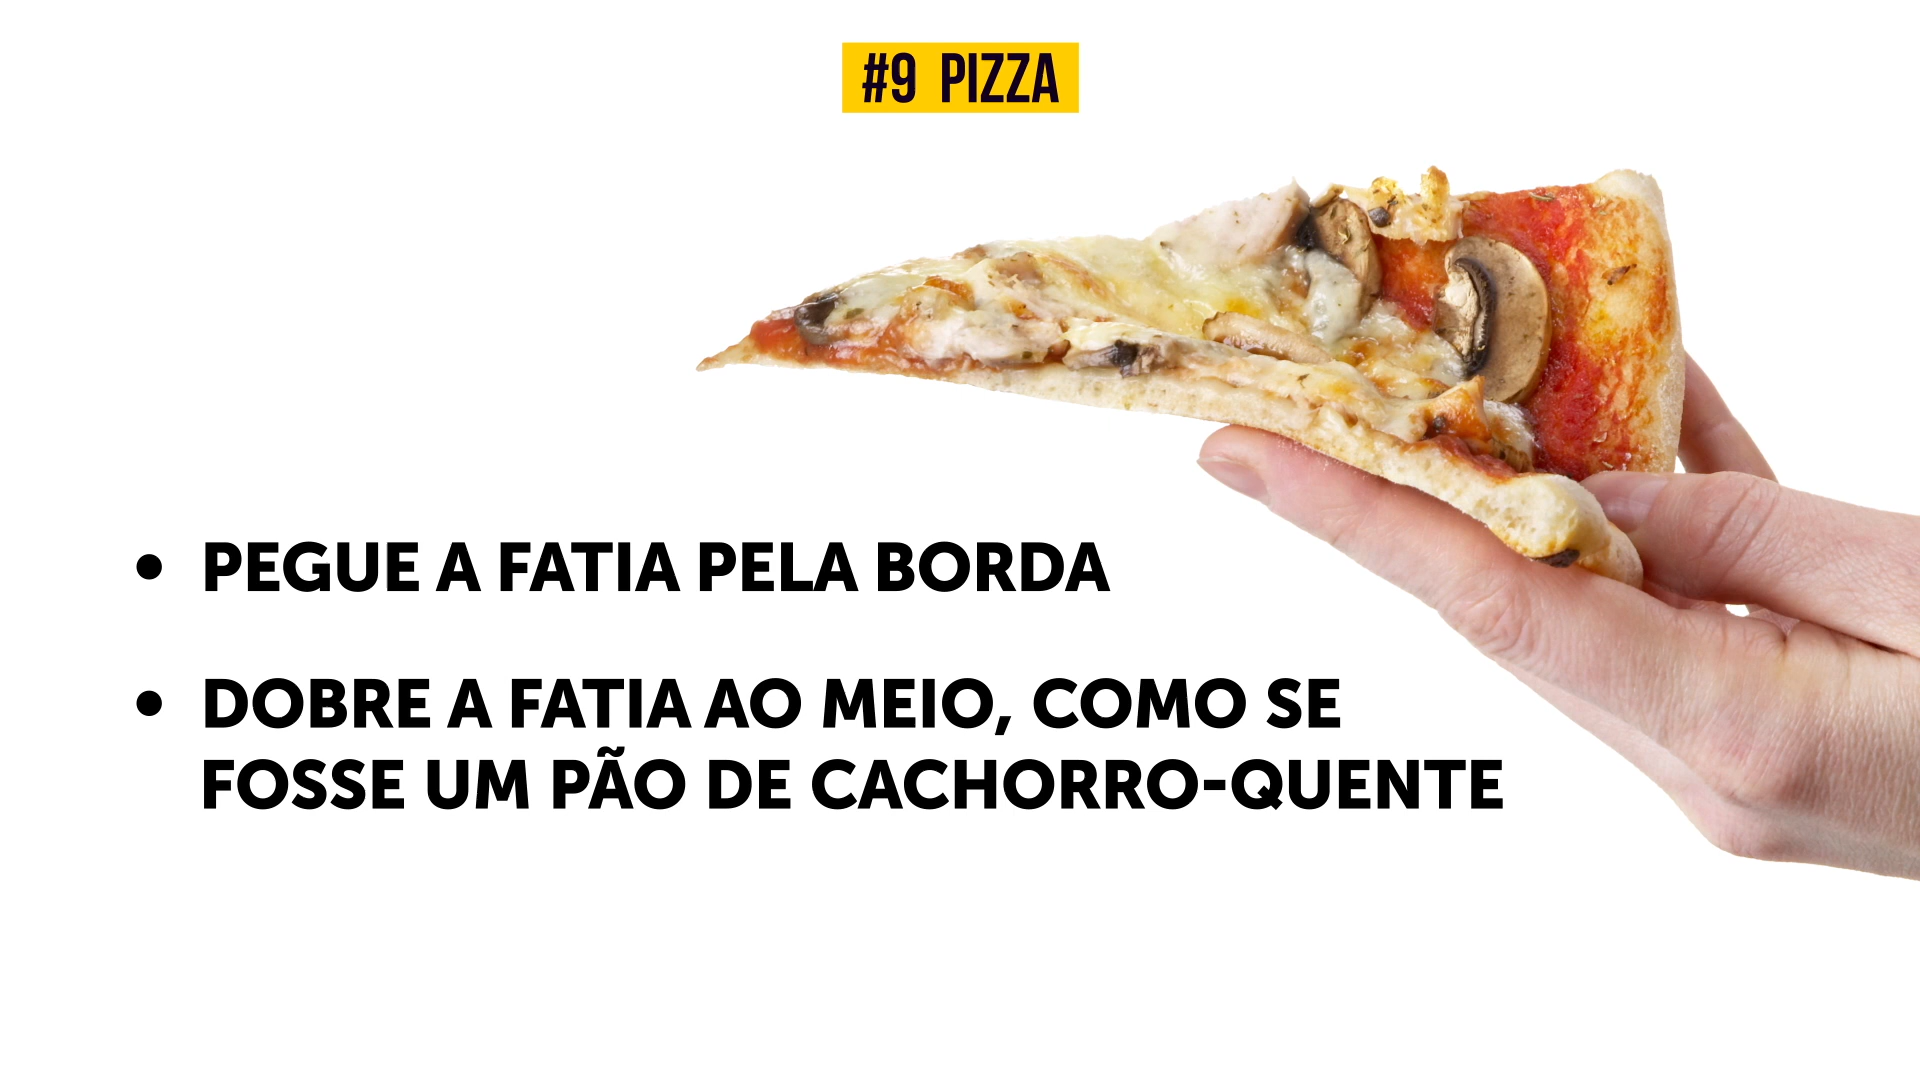 #9 PIZZA
• PEGUE A FATIA PELA BORDA
• DOBRE A FATIA AO MEIO, COMO SE
FOSSE UM PÃO DE CACHORRO-QUENTE